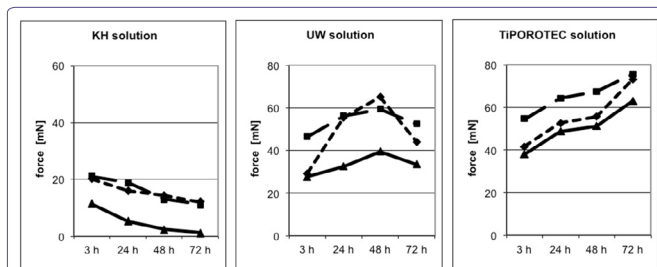 KH solution
force [mN]
60
40
20
0
3 h 24 h 48 h 72 h
UW solution
force [mN]
80
60
40
20
0
3 h 24 h 48 h 72 h
TiPOROTEC solution
force [mN]
80
60
40
20
0
3 h 24 h 48 h 72 h